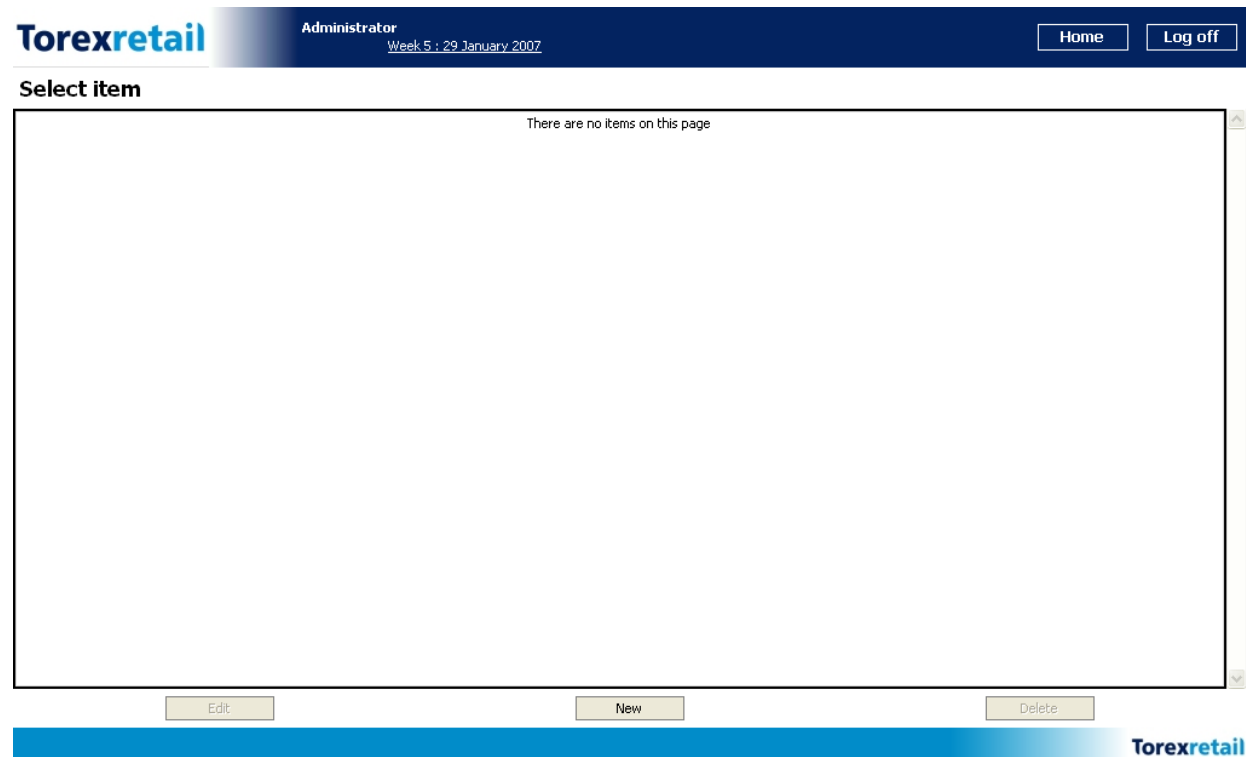 Torexretail
Administrator
Week 5 : 29 January 2007
Home
Log off
Select item
There are no items on this page
Edit
New
Delete
Torexretail